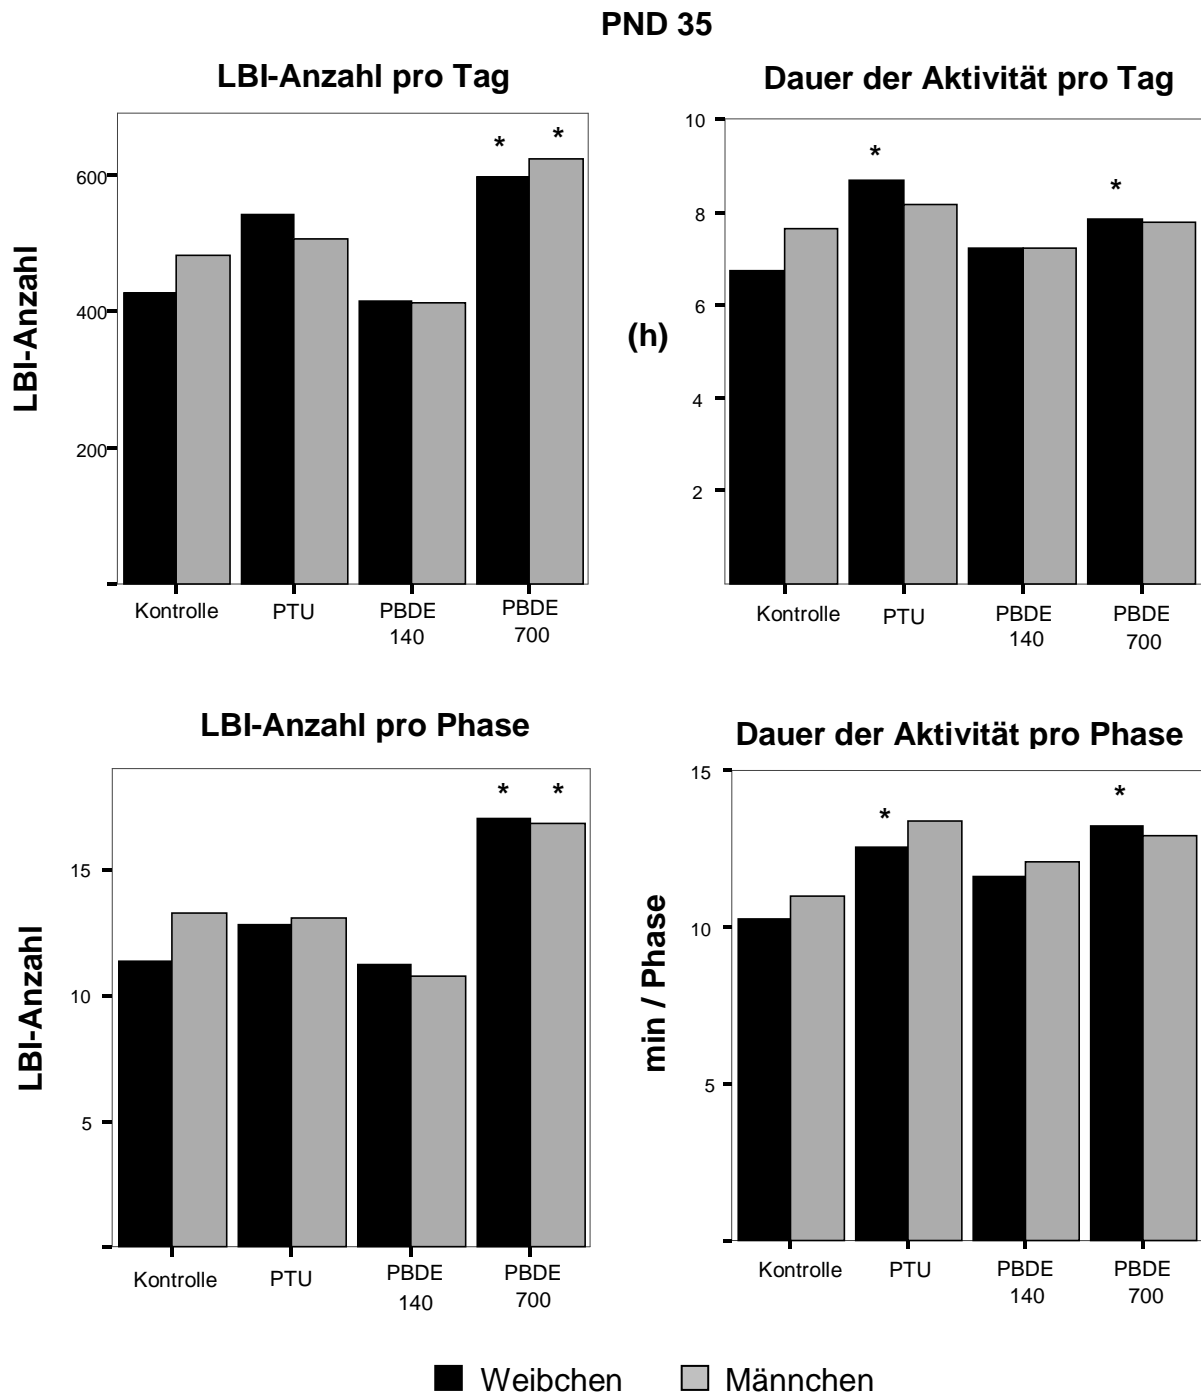 PND 35
LBI-Anzahl pro Tag
LBI-Anzahl
600
400
200
* *
Kontrolle PTU PBDE 140 PBDE 700
Dauer der Aktivität pro Tag
(h)
10
8
6
4
2
* *
Kontrolle PTU PBDE 140 PBDE 700
LBI-Anzahl pro Phase
LBI-Anzahl
15
10
5
* *
Kontrolle PTU PBDE 140 PBDE 700
Dauer der Aktivität pro Phase
min / Phase
15
10
5
* *
Kontrolle PTU PBDE 140 PBDE 700
Weibchen Männchen